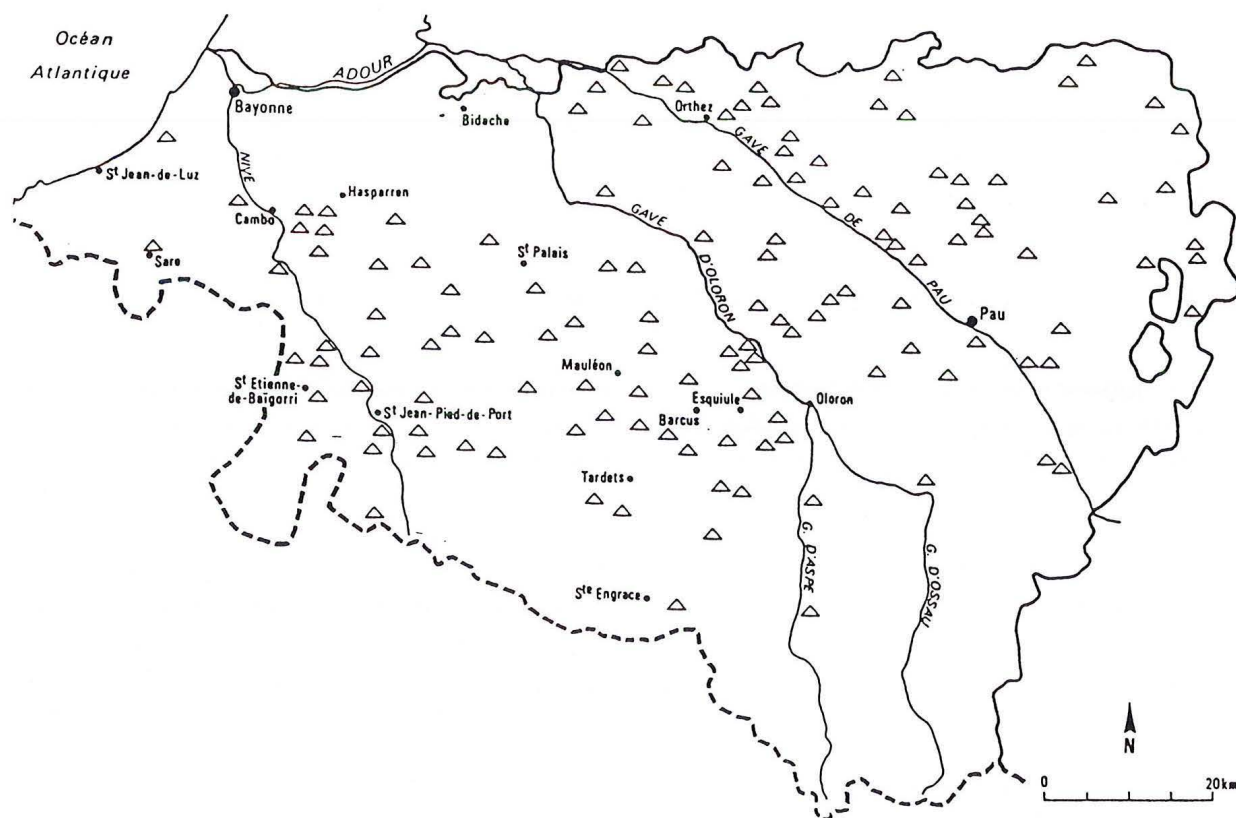 Océan
Atlantique
ADOUR
Bayonne
Bidache
Orthez
GAVE
DE
PAU
St Jean-de-Luz
NIVE
Hasparren
Cambo
GAVE
D'OLORON
Sare
St Palais
Pau
Mauléon
St Etienne-
de-Baïgorri
St Jean-Pied-de-Port
Esquiule
Barcus
Oloron
Tardets
G. D'ASPE
G. D'OSSAU
Ste Engrace
N
0
20km